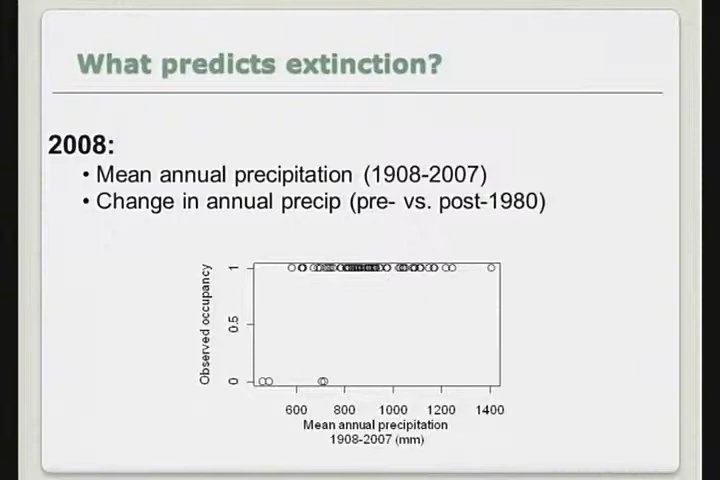 What predicts extinction?
2008:
• Mean annual precipitation (1908-2007)
• Change in annual precip (pre- vs. post-1980)
Observed occupancy
1
0.5
0
600 800 1000 1200 1400
Mean annual precipitation
1908-2007 (mm)